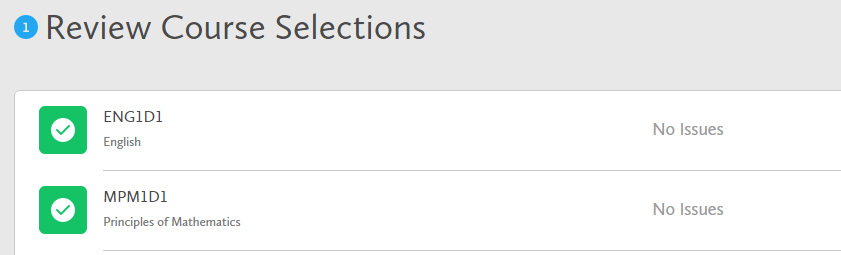 1 Review Course Selections
ENG1D1
English
No Issues
MPM1D1
Principles of Mathematics
No Issues